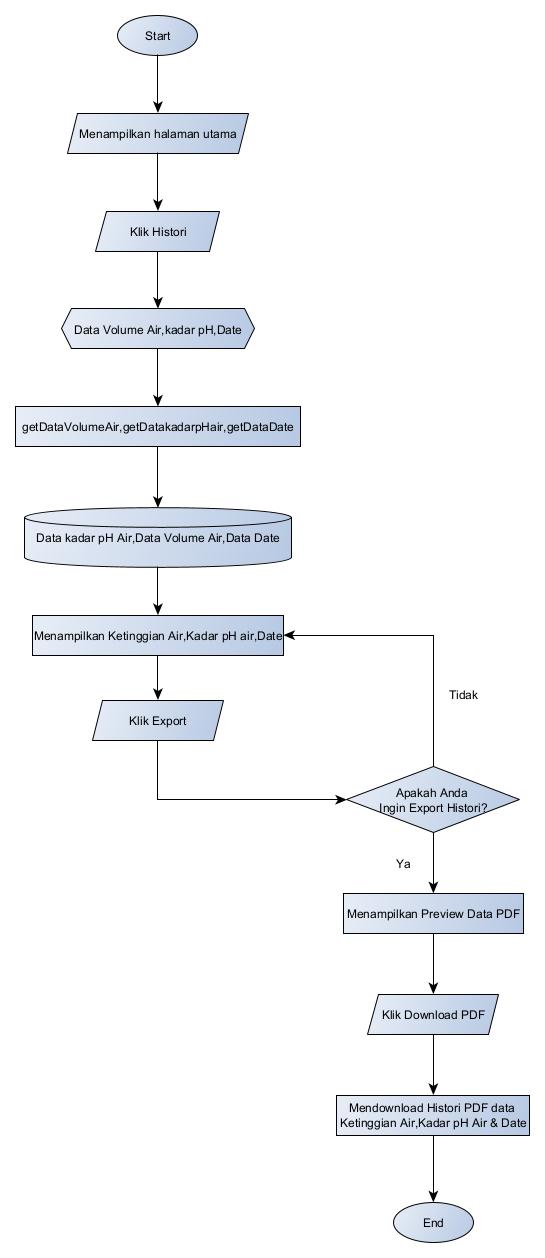 Start
Menampilkan halaman utama
Klik Histori
Data Volume Air,kadar pH,Date
getDataVolumeAir,getDatakadarpHair,getDataDate
Data kadar pH Air,Data Volume Air,Data Date
Menampilkan Ketinggian Air,Kadar pH air,Date
Tidak
Klik Export
Apakah Anda
Ingin Export Histori?
Ya
Menampilkan Preview Data PDF
Klik Download PDF
Mendownload Histori PDF data
Ketinggian Air,Kadar pH Air & Date
End